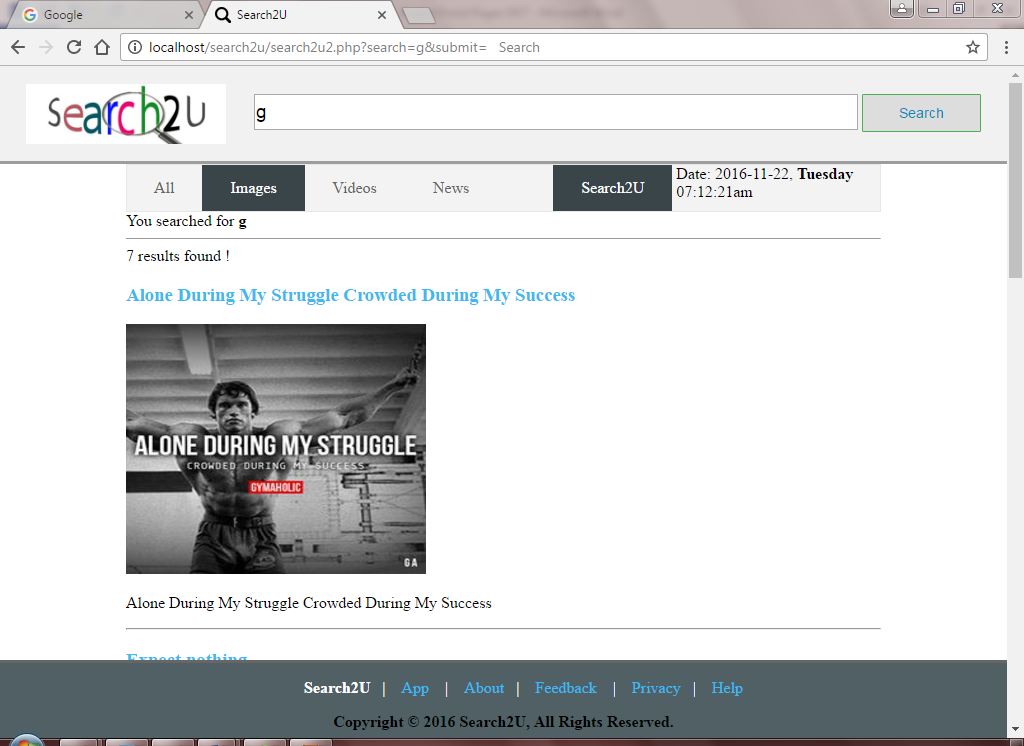 Google
Search2U
localhost/search2u/search2u2.php?search=g&submit= Search
Search2U
g
Search
All
Images
Videos
News
Search2U
Date: 2016-11-22, Tuesday
07:12:21am
You searched for g
7 results found !
Alone During My Struggle Crowded During My Success
ALONE DURING MY STRUGGLE
CROWDED DURING MY SUCCESS
GYMAHOLIC
GA
Alone During My Struggle Crowded During My Success
Expect nothing
Search2U | App | About | Feedback | Privacy | Help
Copyright © 2016 Search2U, All Rights Reserved.